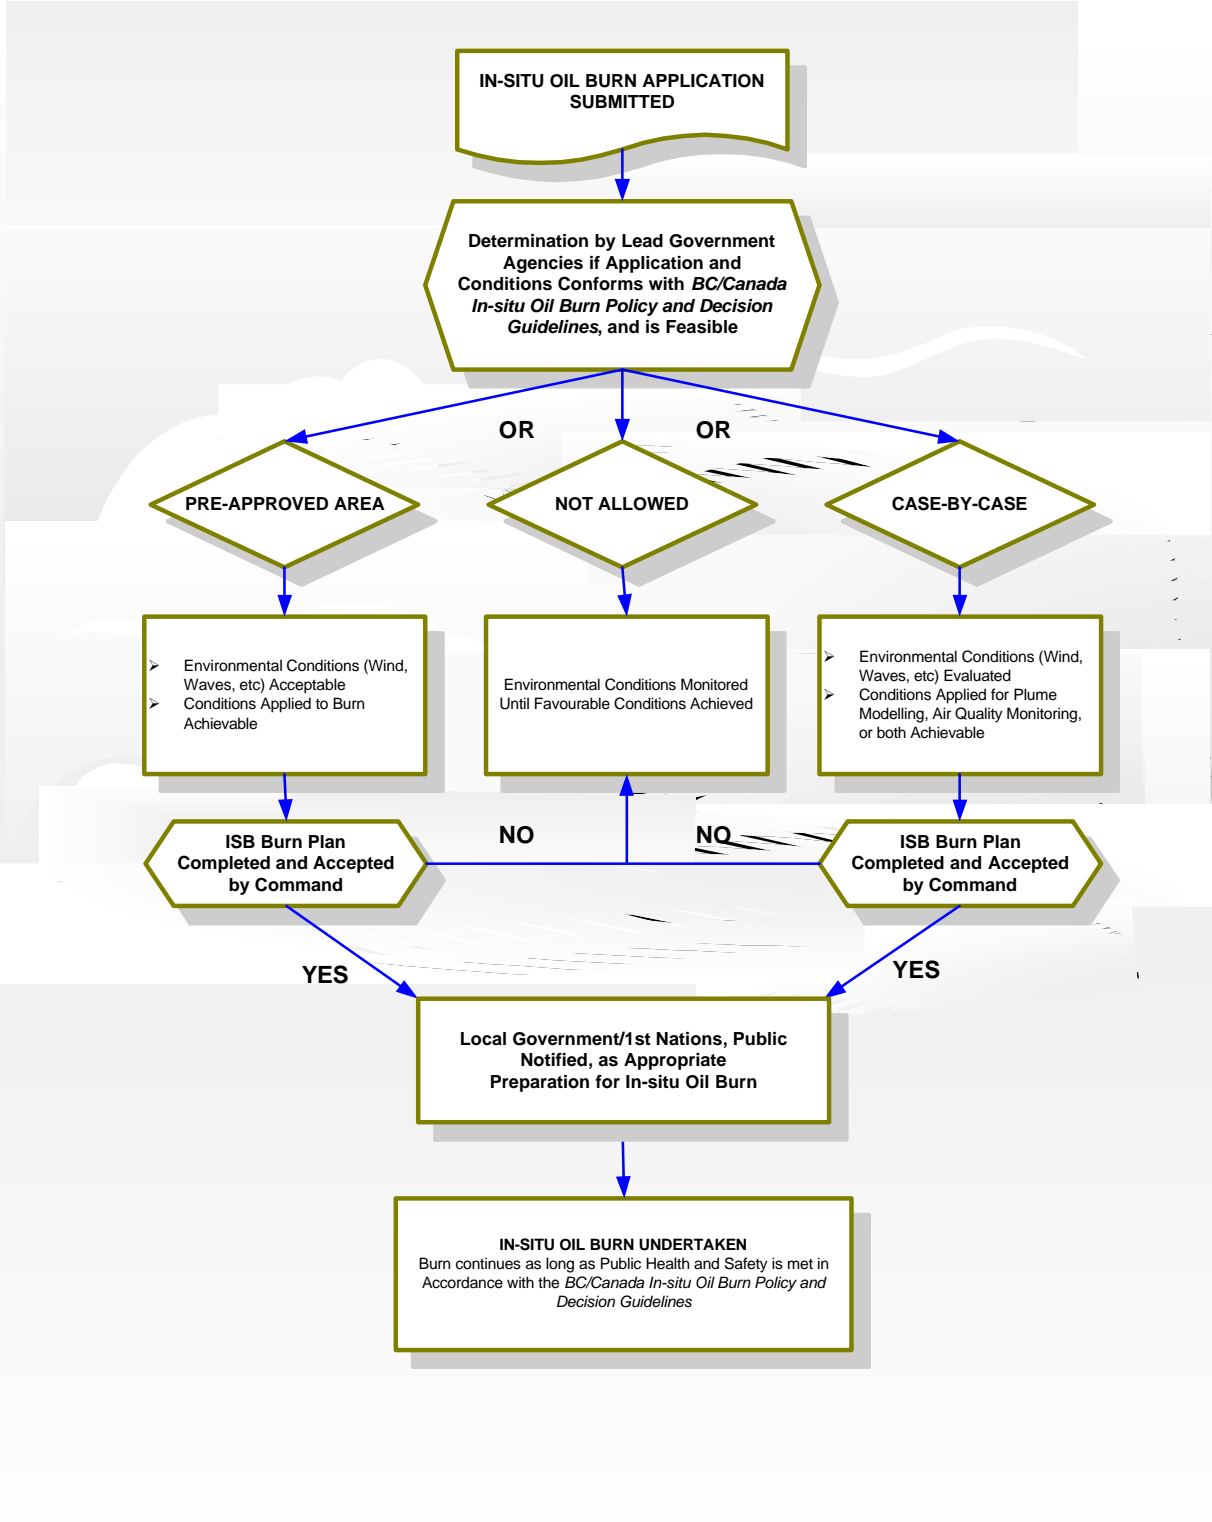 IN-SITU OIL BURN APPLICATION
SUBMITTED
Determination by Lead Government
Agencies if Application and
Conditions Conforms with BC/Canada
In-situ Oil Burn Policy and Decision
Guidelines, and is Feasible
OR
OR
PRE-APPROVED AREA
NOT ALLOWED
CASE-BY-CASE
➢ Environmental Conditions (Wind,
Waves, etc) Acceptable
➢ Conditions Applied to Burn
Achievable
Environmental Conditions Monitored
Until Favourable Conditions Achieved
➢ Environmental Conditions (Wind,
Waves, etc) Evaluated
➢ Conditions Applied for Plume
Modelling, Air Quality Monitoring,
or both Achievable
ISB Burn Plan
Completed and Accepted
by Command
NO
NO
ISB Burn Plan
Completed and Accepted
by Command
YES
YES
Local Government/1st Nations, Public
Notified, as Appropriate
Preparation for In-situ Oil Burn
IN-SITU OIL BURN UNDERTAKEN
Burn continues as long as Public Health and Safety is met in
Accordance with the BC/Canada In-situ Oil Burn Policy and
Decision Guidelines